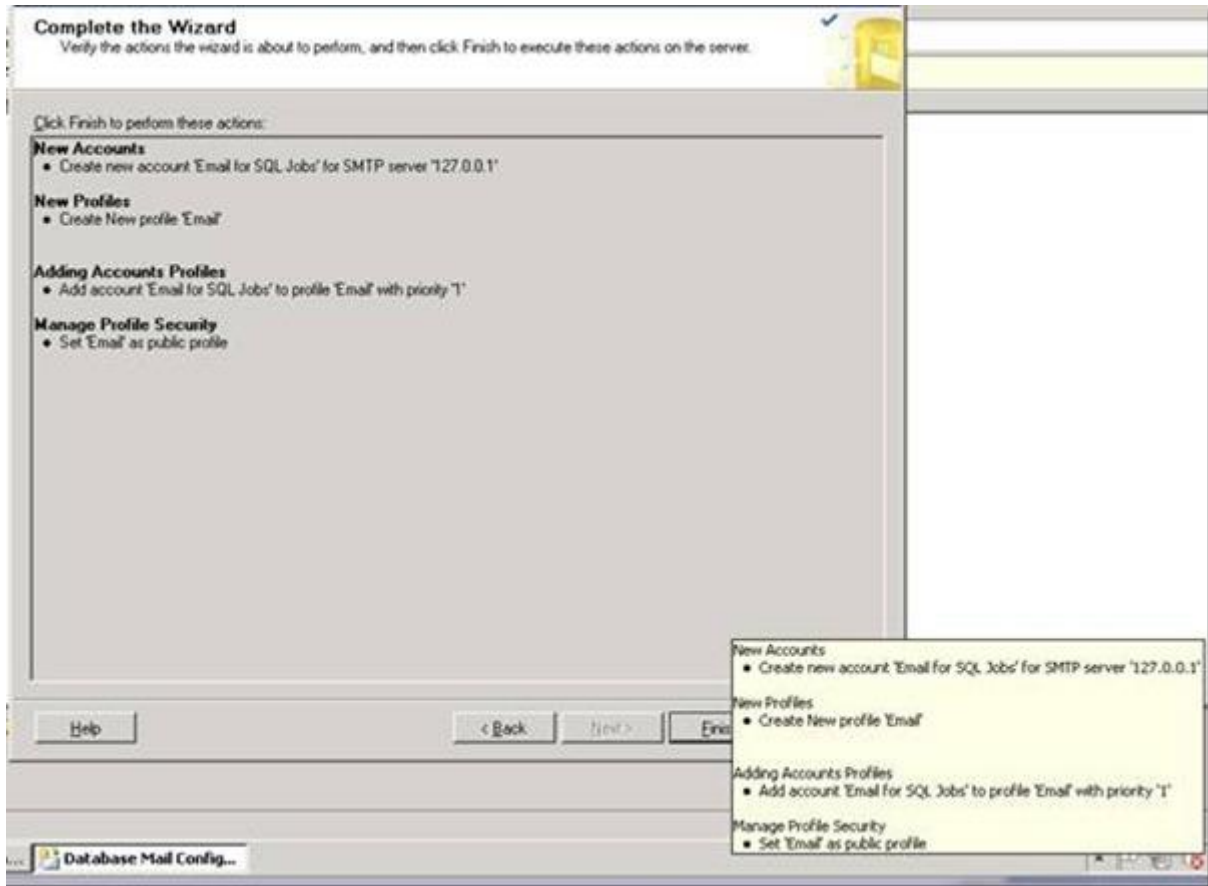 Complete the Wizard
Verify the actions the wizard is about to perform, and then click Finish to execute these actions on the server.
Click Finish to perform these actions:
New Accounts
• Create new account 'Email for SQL Jobs' for SMTP server '127.0.0.1'
New Profiles
• Create New profile 'Email'
Adding Accounts Profiles
• Add account 'Email for SQL Jobs' to profile 'Email' with priority '1'
Manage Profile Security
• Set 'Email' as public profile
Help
< Back
Next >
Finis
New Accounts
• Create new account 'Email for SQL Jobs' for SMTP server '127.0.0.1'
New Profiles
• Create New profile 'Email'
Adding Accounts Profiles
• Add account 'Email for SQL Jobs' to profile 'Email' with priority '1'
Manage Profile Security
• Set 'Email' as public profile
... Database Mail Config...